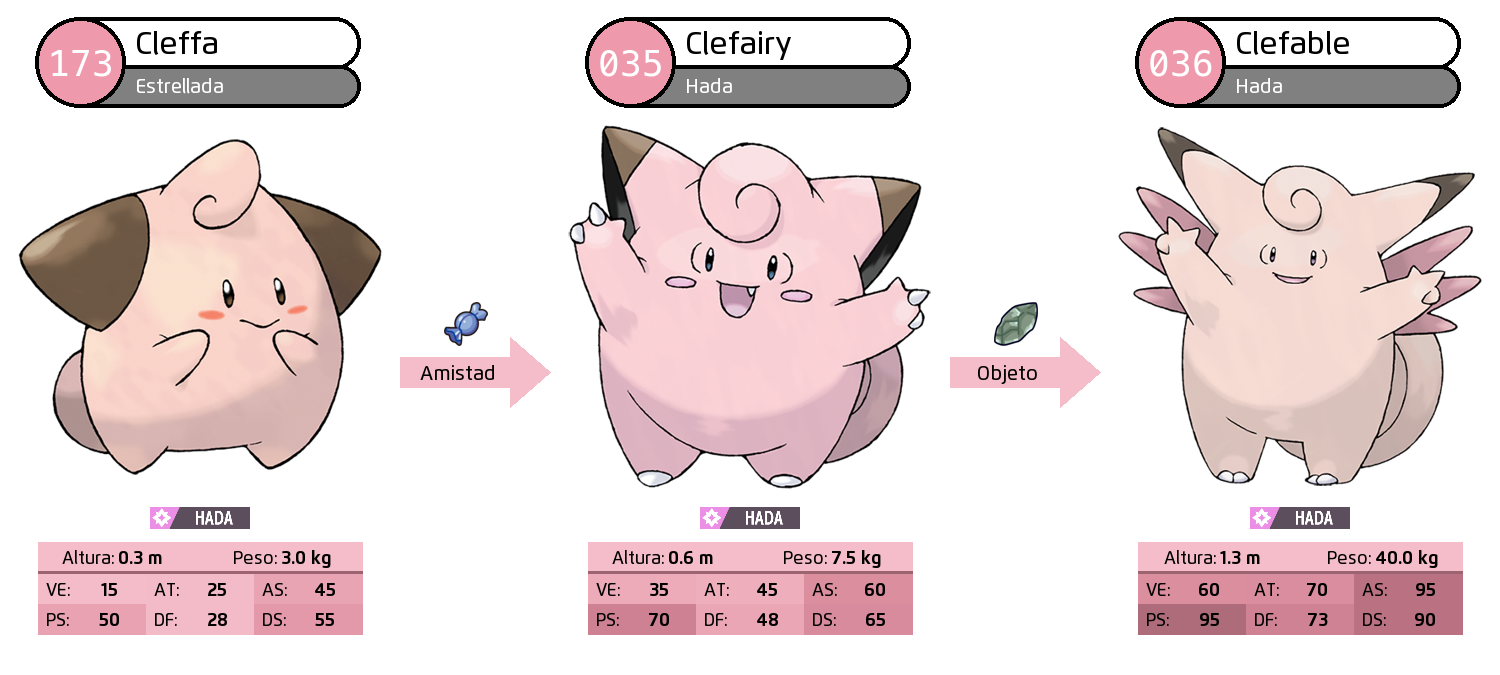 173 Cleffa
Estrellada
035 Clefairy
Hada
036 Clefable
Hada
Amistad
Objeto
HADA
HADA
HADA
Altura: 0.3 m Peso: 3.0 kg
VE: 15 AT: 25 AS: 45
PS: 50 DF: 28 DS: 55
Altura: 0.6 m Peso: 7.5 kg
VE: 35 AT: 45 AS: 60
PS: 70 DF: 48 DS: 65
Altura: 1.3 m Peso: 40.0 kg
VE: 60 AT: 70 AS: 95
PS: 95 DF: 73 DS: 90